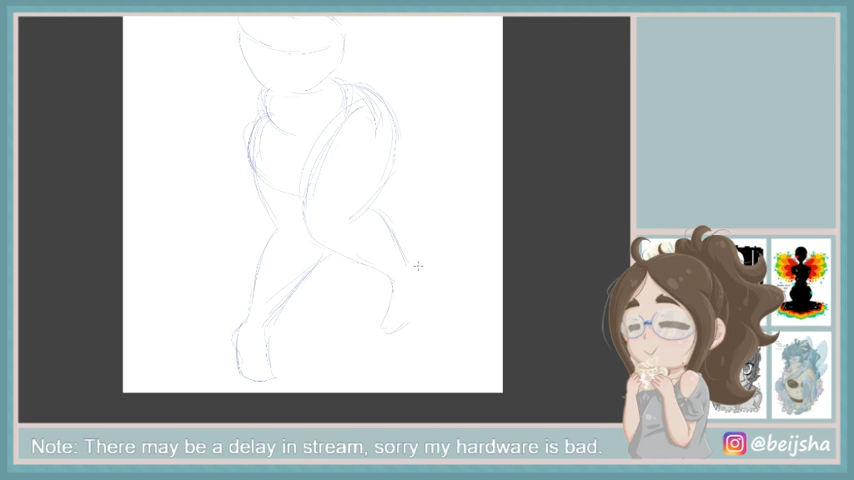 Note: There may be a delay in stream, sorry my hardware is bad.
@beijsha